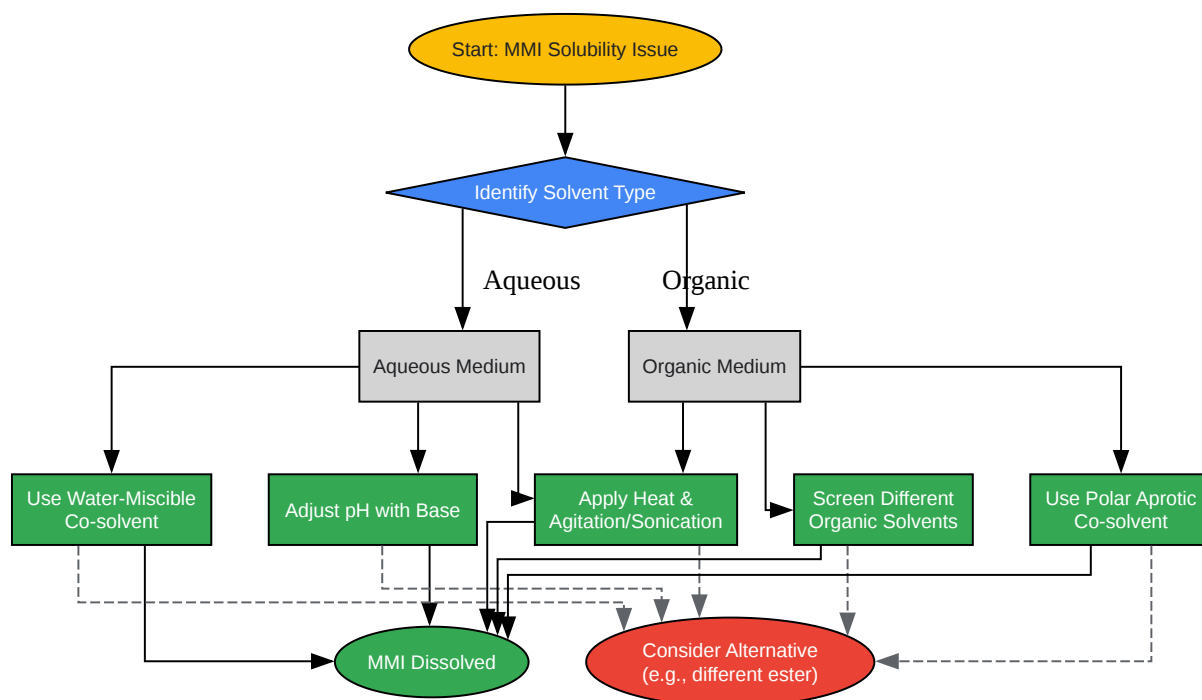 Start: MMI Solubility Issue
Identify Solvent Type
Aqueous
Organic
Aqueous Medium
Organic Medium
Use Water-Miscible
Co-solvent
Adjust pH with Base
Apply Heat &
Agitation/Sonication
Screen Different
Organic Solvents
Use Polar Aprotic
Co-solvent
MMI Dissolved
Consider Alternative
(e.g., different ester)